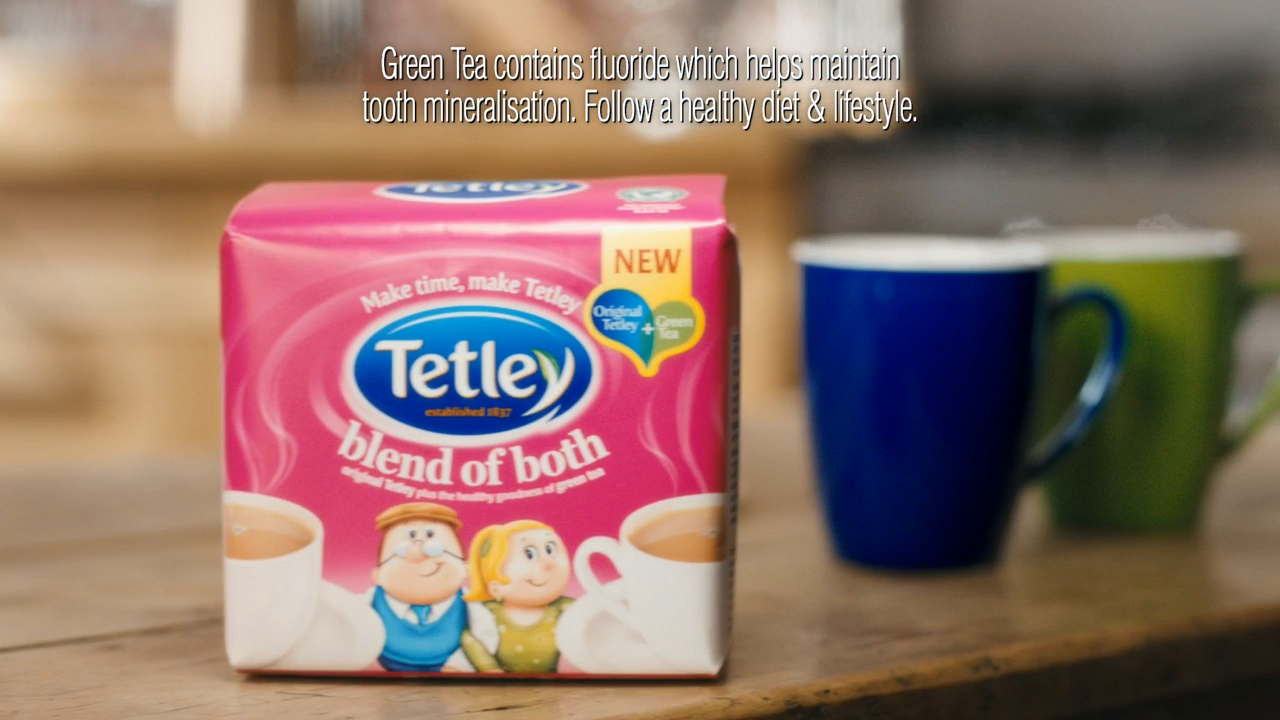 Green Tea contains fluoride which helps maintain
tooth mineralisation. Follow a healthy diet & lifestyle.
Tetley
NEW
Original
Tetley
+
Green
Tea
Make time, make Tetley
Tetley
established 1837
blend of both
original Tetley plus the healthy goodness of green tea